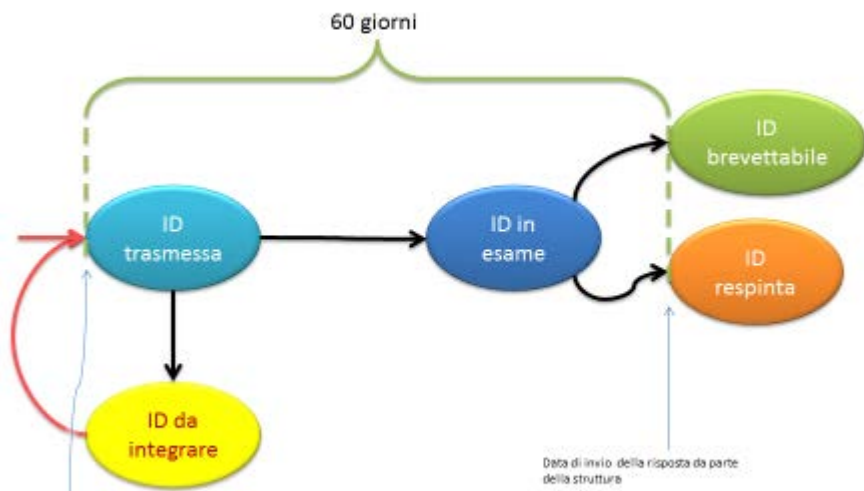 60 giorni
ID
brevettabile
ID
trasmessa
ID in
esame
ID
respinta
ID da
integrare
Data di invio della risposta da parte
della struttura